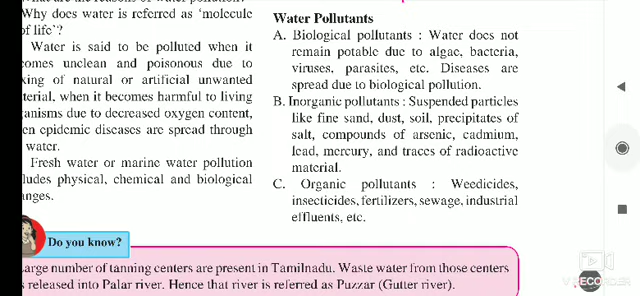 Why does water is referred as 'molecule
of life'?
Water is said to be polluted when it
comes unclean and poisonous due to
xing of natural or artificial unwanted
terial, when it becomes harmful to living
ganisms due to decreased oxygen content,
en epidemic diseases are spread through
water.
Fresh water or marine water pollution
ludes physical, chemical and biological
anges.
Water Pollutants
A. Biological pollutants : Water does not
remain potable due to algae, bacteria,
viruses, parasites, etc. Diseases are
spread due to biological pollution.
B. Inorganic pollutants : Suspended particles
like fine sand, dust, soil, precipitates of
salt, compounds of arsenic, cadmium,
lead, mercury, and traces of radioactive
material.
C. Organic pollutants : Weedicides,
insecticides, fertilizers, sewage, industrial
effluents, etc.
Do you know?
arge number of tanning centers are present in Tamilnadu. Waste water from those centers
s released into Palar river. Hence that river is referred as Puzzar (Gutter river).